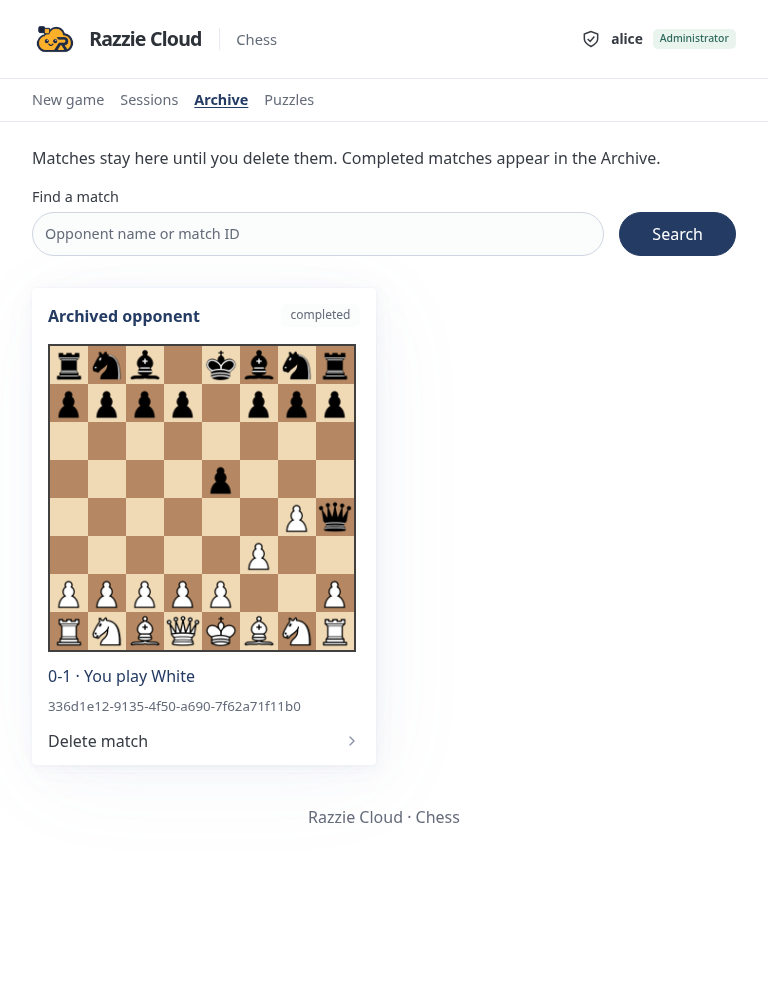 Razzie Cloud
Chess
alice
Administrator
New game
Sessions
Archive
Puzzles
Matches stay here until you delete them. Completed matches appear in the Archive.
Find a match
Opponent name or match ID
Search
Archived opponent
completed
0-1 · You play White
336d1e12-9135-4f50-a690-7f62a71f11b0
Delete match
Razzie Cloud · Chess